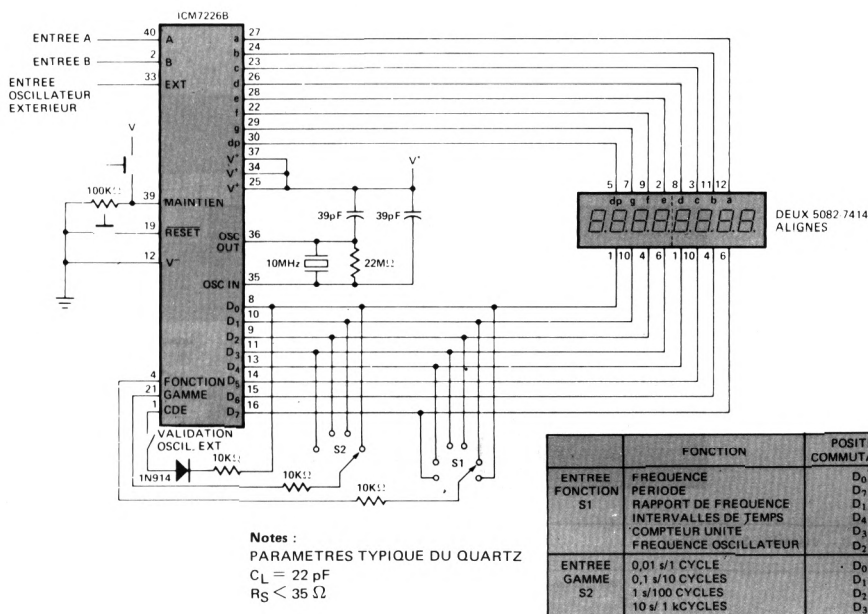 ICM7226B
ENTREE A
40
A
ENTREE B
2
B
ENTREE
OSCILLATEUR
EXTERIEUR
33
EXT
a 27
b 24
c 23
d 26
e 28
f 22
g 29
dp 30
V+ 37
V+ 34
V+ 25
V
V+
100KΩ
39
MAINTIEN
19
RESET
12
V−
39pF
39pF
OSC
OUT
36
10MHz
22MΩ
OSC IN
35
5 7 9 2 8 3 11 12
dp g f e d c b a
DEUX 5082-7414
ALIGNES
1 10 4 6 1 10 4 6
D0 8
D1 10
D2 9
D3 11
D4 13
D5 14
D6 15
D7 16
4
FONCTION
21
GAMME
1
CDE
VALIDATION
OSCIL. EXT
1N914
10KΩ
10KΩ
10KΩ
S2
S1
Notes :
PARAMETRES TYPIQUE DU QUARTZ
CL = 22 pF
RS < 35 Ω
FONCTION
ENTREE
FONCTION
S1
FREQUENCE D0
PERIODE D7
RAPPORT DE FREQUENCE D1
INTERVALLES DE TEMPS D4
COMPTEUR UNITE D3
FREQUENCE OSCILLATEUR D2
ENTREE
GAMME
S2
0,01 s/1 CYCLE D0
0,1 s/10 CYCLES D1
1 s/100 CYCLES
10 s/ 1 kCYCLES